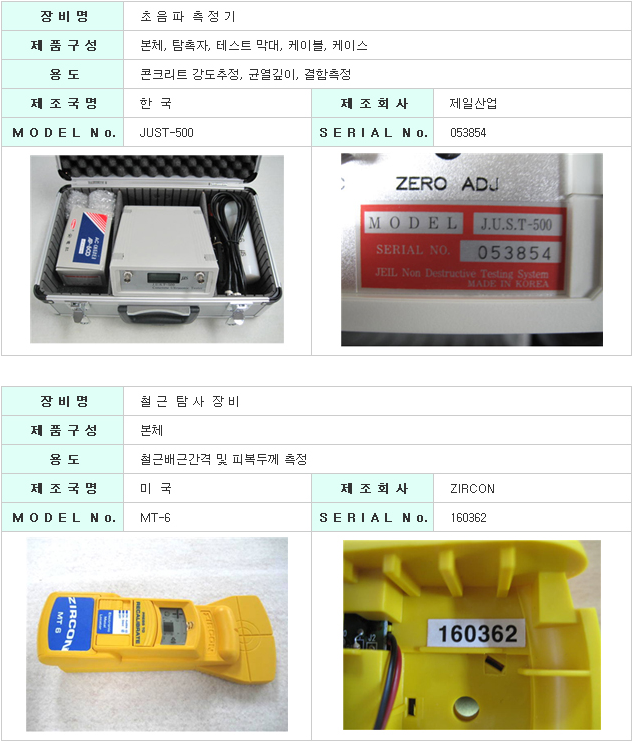 장 비 명 초 음 파 측 정 기
제 품 구 성 본체, 탐촉자, 테스트 막대, 케이블, 케이스
용 도 콘크리트 강도추정, 균열깊이, 결함측정
제 조 국 명 한 국 제 조 회 사 제일산업
M O D E L N o. JUST-500 S E R I A L N o. 053854
ZERO ADJ
MODEL J.U.S.T-500
SERIAL NO. 053854
JEIL Non Destructive Testing System
MADE IN KOREA
장 비 명 철 근 탐 사 장 비
제 품 구 성 본체
용 도 철근배근간격 및 피복두께 측정
제 조 국 명 미 국 제 조 회 사 ZIRCON
M O D E L N o. MT-6 S E R I A L N o. 160362
ZIRCON
MT 6
RECALIBRATE
J2
160362